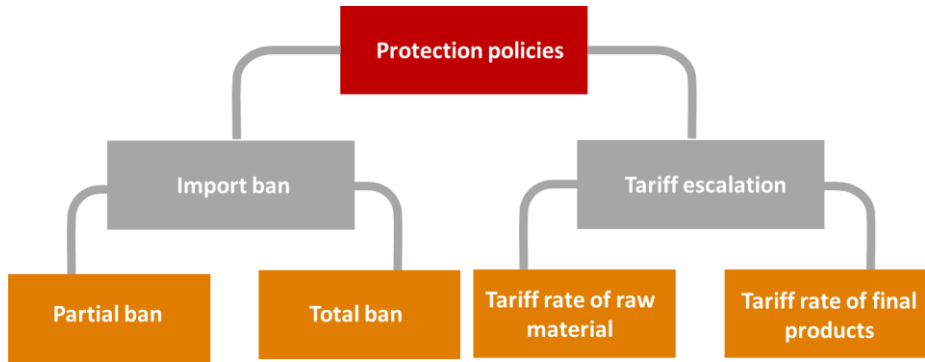 Protection policies
Import ban
Tariff escalation
Partial ban
Total ban
Tariff rate of raw
material
Tariff rate of final
products